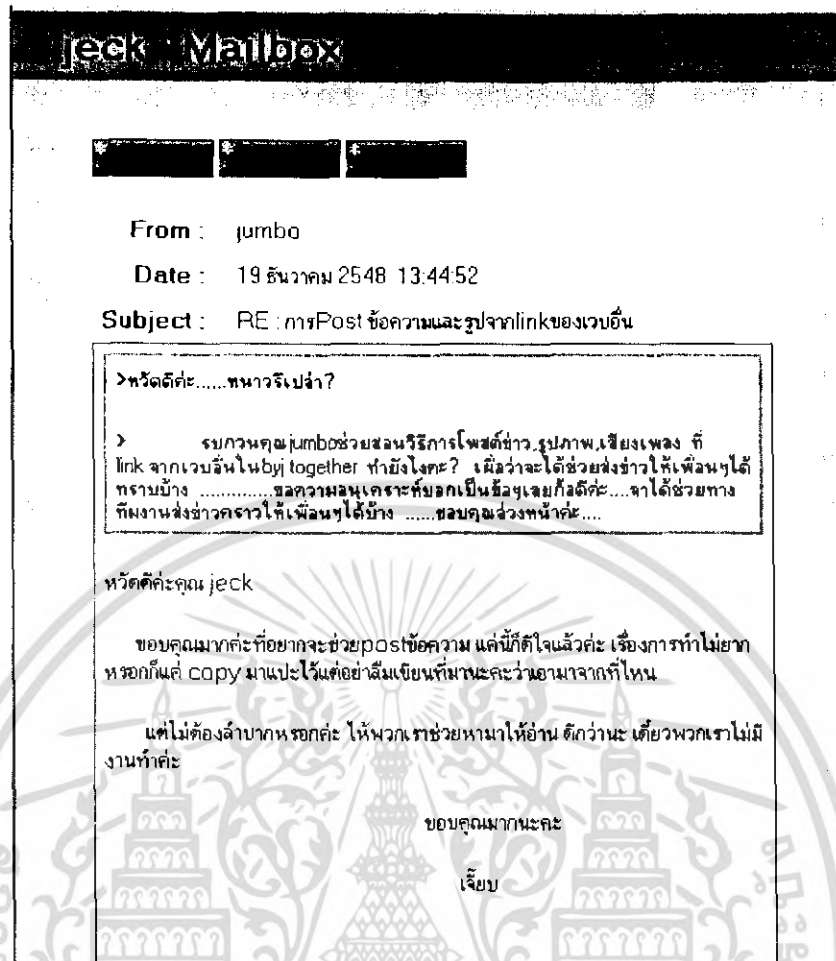 jeck Mailbox
From : jumbo
Date : 19 ธันวาคม 2548 13:44:52
Subject : RE : การPost ข้อความและรูปจากlinkของเวบอื่น
>หวัดดีค่ะ......หนาวรึเปล่า?
> รบกวนคุณjumboช่วยสอนวิธีการโพสต์ข่าว,รูปภาพ,เสียงเพลง ที่
link จากเวบอื่นในbyj together ทำยังไงคะ? เผื่อว่าจะได้ช่วยส่งข่าวให้เพื่อนๆได้
ทราบบ้าง .............ขอความอนุเคราะห์บอกเป็นข้อๆเลยก็ดีค่ะ....จาได้ช่วยทาง
ทีมงานส่งข่าวคราวให้เพื่อนๆได้บ้าง ......ขอบคุณล่วงหน้าค่ะ....
หวัดดีค่ะคุณ jeck
ขอบคุณมากค่ะที่อยากจะช่วยpostข้อความ แค่นี้ก็ดีใจแล้วค่ะ เรื่องการทำไม่ยาก
หรอกก็แค่ copy มาแปะไว้แต่อย่าลืมเขียนที่มานะคะว่าเอามาจากที่ไหน
แต่ไม่ต้องลำบากหรอกค่ะ ให้พวกเราช่วยหามาให้อ่าน ดีกว่านะ เดี๋ยวพวกเราไม่มี
งานทำค่ะ
ขอบคุณมากนะคะ
เจี๊ยบ